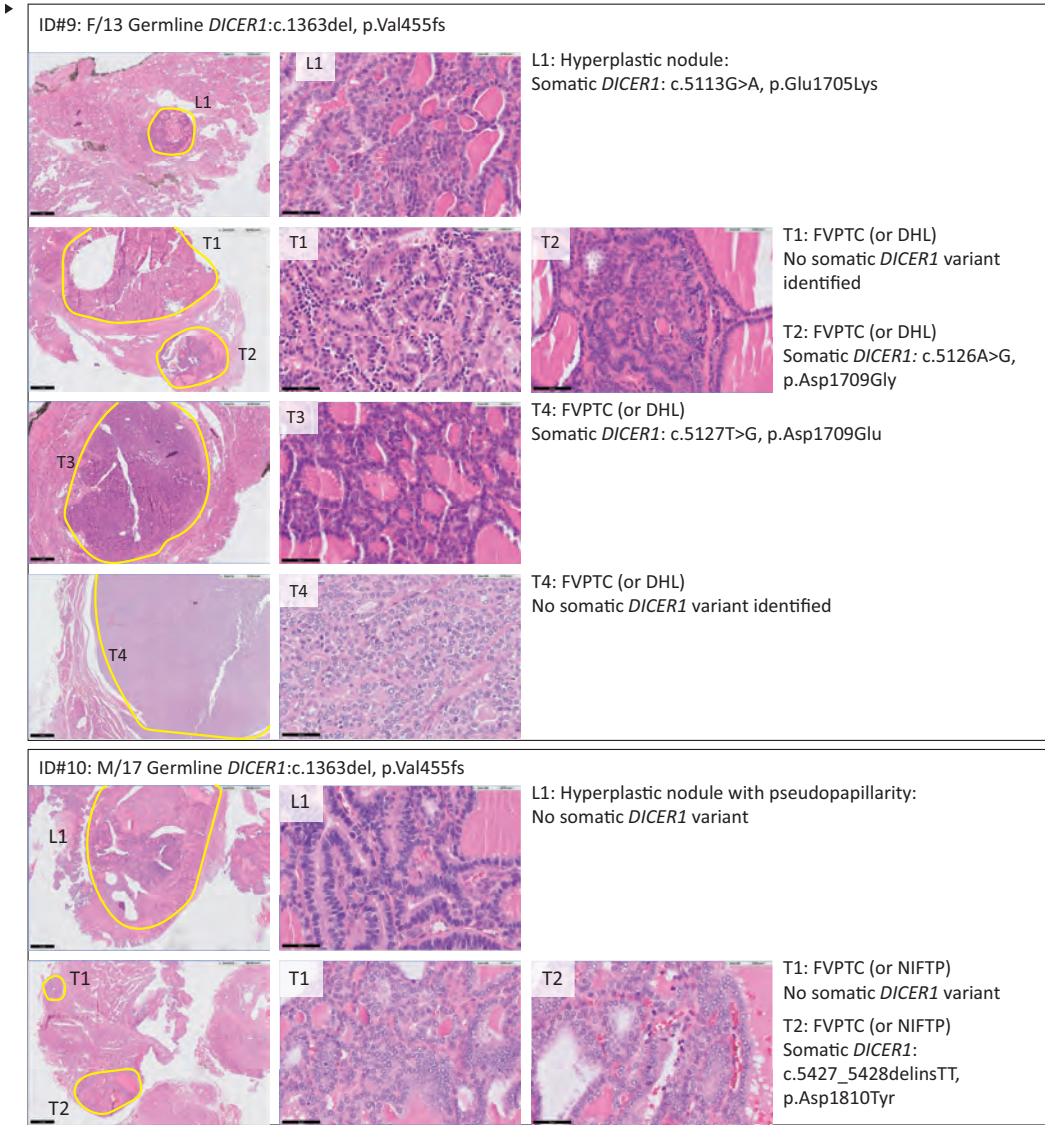 ID#9: F/13 Germline DICER1:c.1363del, p.Val455fs
L1
L1
L1: Hyperplastic nodule:
Somatic DICER1: c.5113G>A, p.Glu1705Lys
T1
T2
T1
T2
T1: FVPTC (or DHL)
No somatic DICER1 variant
identified
T2: FVPTC (or DHL)
Somatic DICER1: c.5126A>G,
p.Asp1709Gly
T3
T3
T4: FVPTC (or DHL)
Somatic DICER1: c.5127T>G, p.Asp1709Glu
T4
T4
T4: FVPTC (or DHL)
No somatic DICER1 variant identified
ID#10: M/17 Germline DICER1:c.1363del, p.Val455fs
L1
L1
L1: Hyperplastic nodule with pseudopapillarity:
No somatic DICER1 variant
T1
T2
T1
T2
T1: FVPTC (or NIFTP)
No somatic DICER1 variant
T2: FVPTC (or NIFTP)
Somatic DICER1:
c.5427_5428delinsTT,
p.Asp1810Tyr